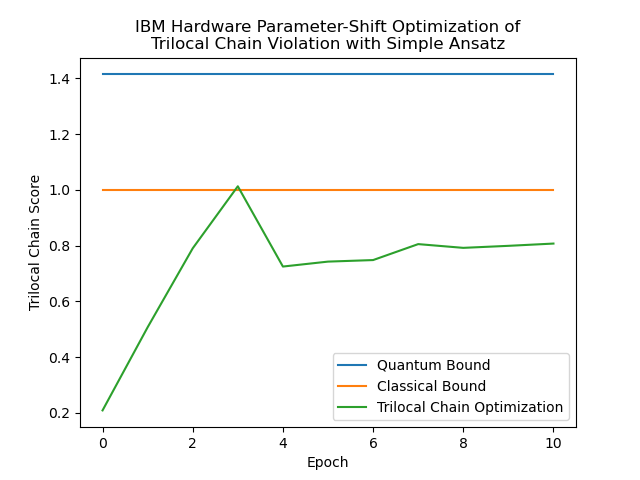 IBM Hardware Parameter-Shift Optimization of
Trilocal Chain Violation with Simple Ansatz
Trilocal Chain Score
1.4
1.2
1.0
0.8
0.6
0.4
0.2
Quantum Bound
Classical Bound
Trilocal Chain Optimization
0 2 4 6 8 10
Epoch